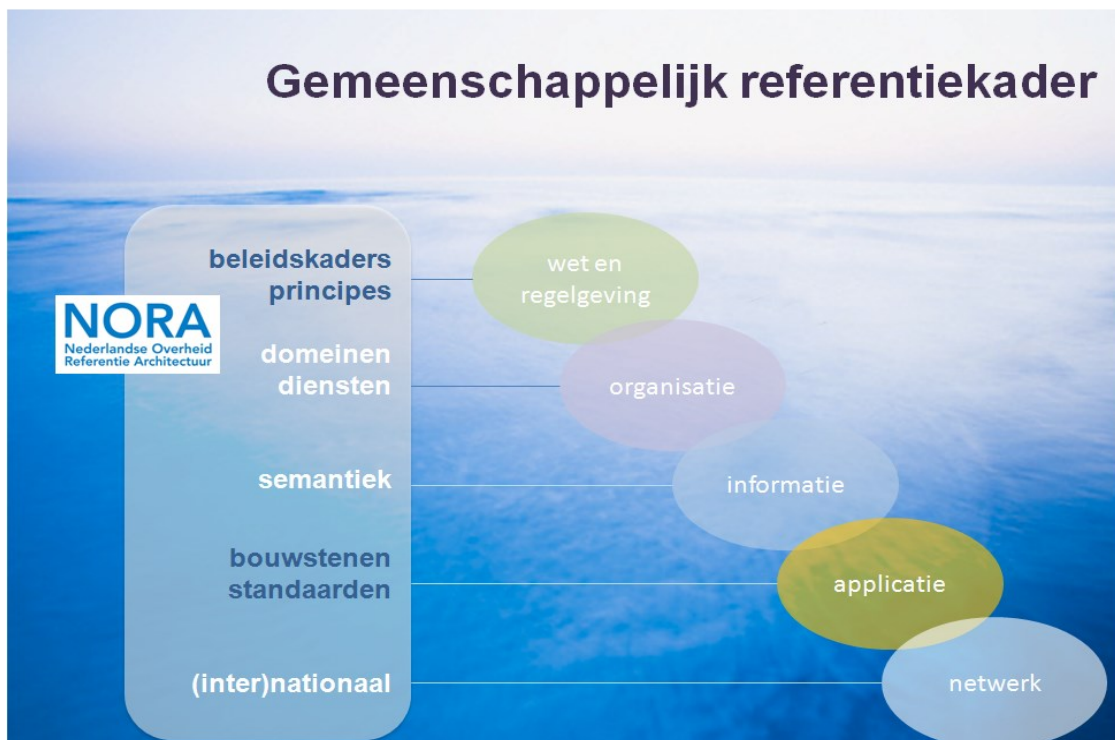 Gemeenschappelijk referentiekader
beleidskaders
principes
wet en
regelgeving
NORA
Nederlandse Overheid
Referentie Architectuur
domeinen
diensten
organisatie
semantiek
informatie
bouwstenen
standaarden
applicatie
(inter)nationaal
netwerk